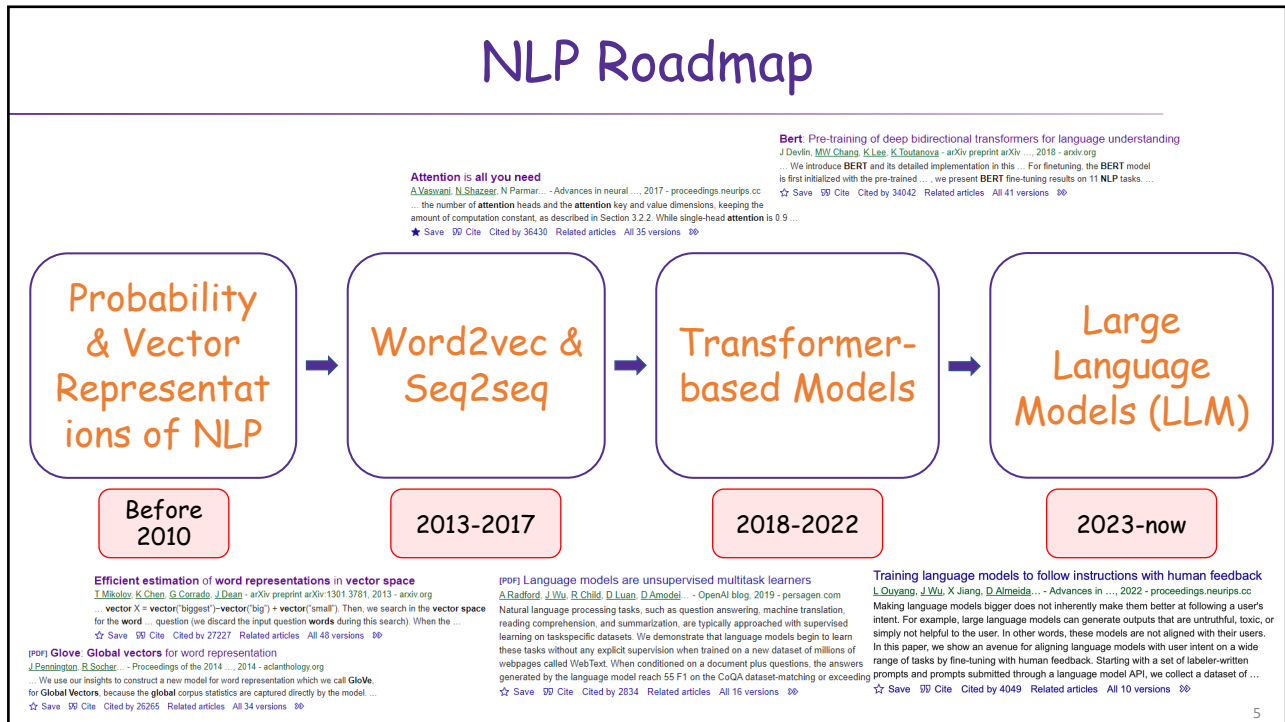 NLP Roadmap
Bert: Pre-training of deep bidirectional transformers for language understanding
J Devlin, MW Chang, K Lee, K Toutanova - arXiv preprint arXiv ..., 2018 - arxiv.org
... We introduce BERT and its detailed implementation in this ... For finetuning, the BERT model
is first initialized with the pre-trained ... , we present BERT fine-tuning results on 11 NLP tasks. ...
☆ Save 99 Cite Cited by 34042 Related articles All 41 versions
Attention is all you need
A Vaswani, N Shazeer, N Parmar... - Advances in neural ..., 2017 - proceedings.neurips.cc
... the number of attention heads and the attention key and value dimensions, keeping the
amount of computation constant, as described in Section 3.2.2. While single-head attention is 0.9 ...
★ Save 99 Cite Cited by 36430 Related articles All 35 versions
Probability
& Vector
Representat
ions of NLP
Word2vec &
Seq2seq
Transformer-
based Models
Large
Language
Models (LLM)
Before
2010
2013-2017
2018-2022
2023-now
Efficient estimation of word representations in vector space
T Mikolov, K Chen, G Corrado, J Dean - arXiv preprint arXiv:1301.3781, 2013 - arxiv.org
... vector X = vector("biggest")−vector("big") + vector("small"). Then, we search in the vector space
for the word ... question (we discard the input question words during this search). When the ...
☆ Save 99 Cite Cited by 27227 Related articles All 48 versions
[PDF] Glove: Global vectors for word representation
J Pennington, R Socher... - Proceedings of the 2014 ..., 2014 - aclanthology.org
... We use our insights to construct a new model for word representation which we call GloVe,
for Global Vectors, because the global corpus statistics are captured directly by the model. ...
☆ Save 99 Cite Cited by 26265 Related articles All 34 versions
[PDF] Language models are unsupervised multitask learners
A Radford, J Wu, R Child, D Luan, D Amodei... - OpenAI blog, 2019 - persagen.com
Natural language processing tasks, such as question answering, machine translation,
reading comprehension, and summarization, are typically approached with supervised
learning on taskspecific datasets. We demonstrate that language models begin to learn
these tasks without any explicit supervision when trained on a new dataset of millions of
webpages called WebText. When conditioned on a document plus questions, the answers
generated by the language model reach 55 F1 on the CoQA dataset-matching or exceeding
☆ Save 99 Cite Cited by 2834 Related articles All 16 versions
Training language models to follow instructions with human feedback
L Ouyang, J Wu, X Jiang, D Almeida... - Advances in ..., 2022 - proceedings.neurips.cc
Making language models bigger does not inherently make them better at following a user's
intent. For example, large language models can generate outputs that are untruthful, toxic, or
simply not helpful to the user. In other words, these models are not aligned with their users.
In this paper, we show an avenue for aligning language models with user intent on a wide
range of tasks by fine-tuning with human feedback. Starting with a set of labeler-written
prompts and prompts submitted through a language model API, we collect a dataset of ...
☆ Save 99 Cite Cited by 4049 Related articles All 10 versions
5